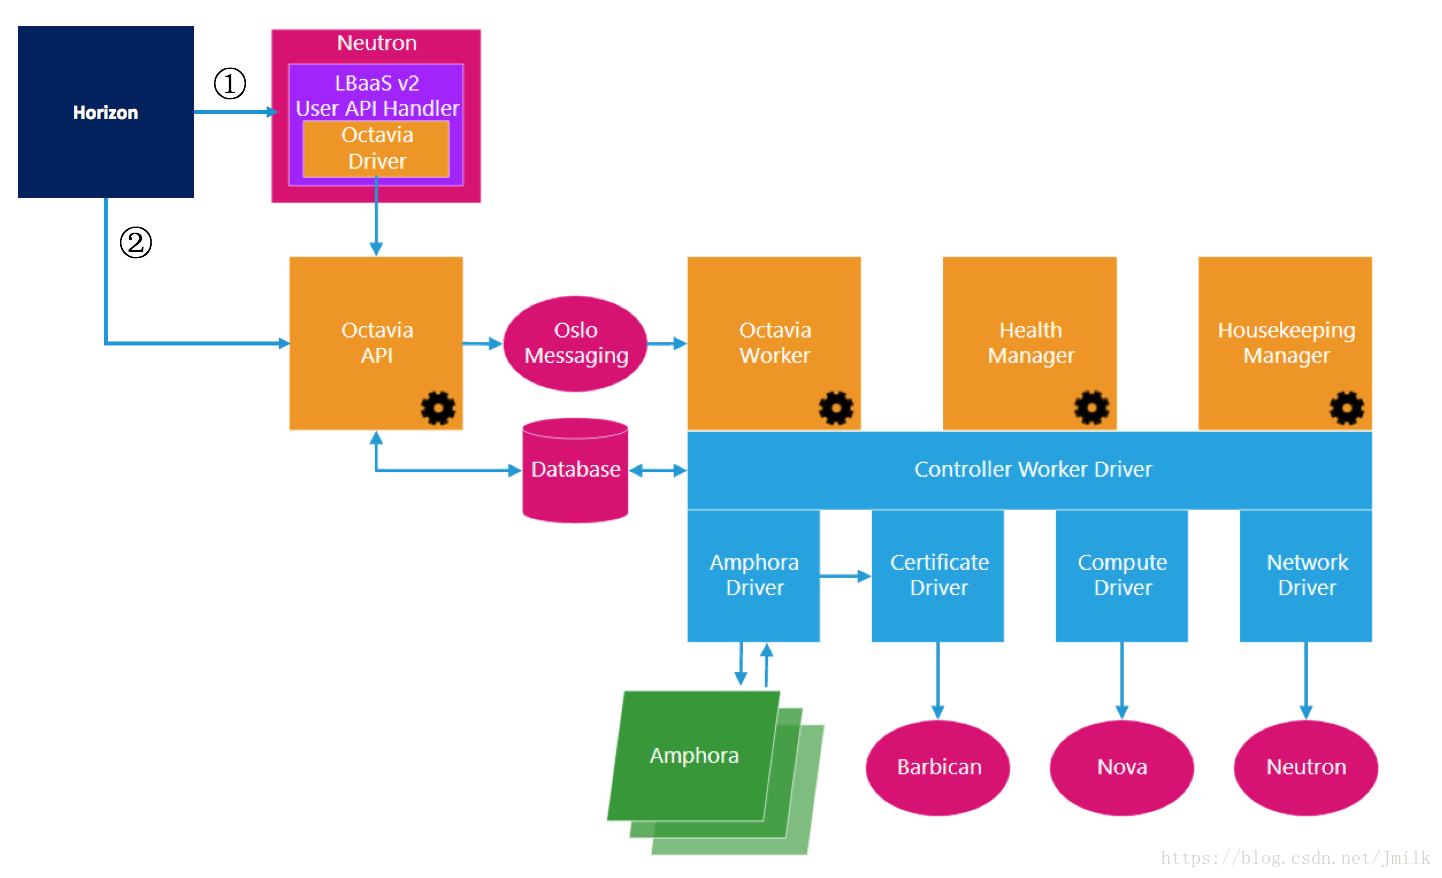 Neutron
①
LBaaS v2
User API Handler
Horizon
Octavia
Driver
②
Octavia
API
Oslo
Messaging
Octavia
Worker
Health
Manager
Housekeeping
Manager
Database
Controller Worker Driver
Amphora
Driver
Certificate
Driver
Compute
Driver
Network
Driver
Amphora
Barbican
Nova
Neutron
https://blog.csdn.net/Jmilk